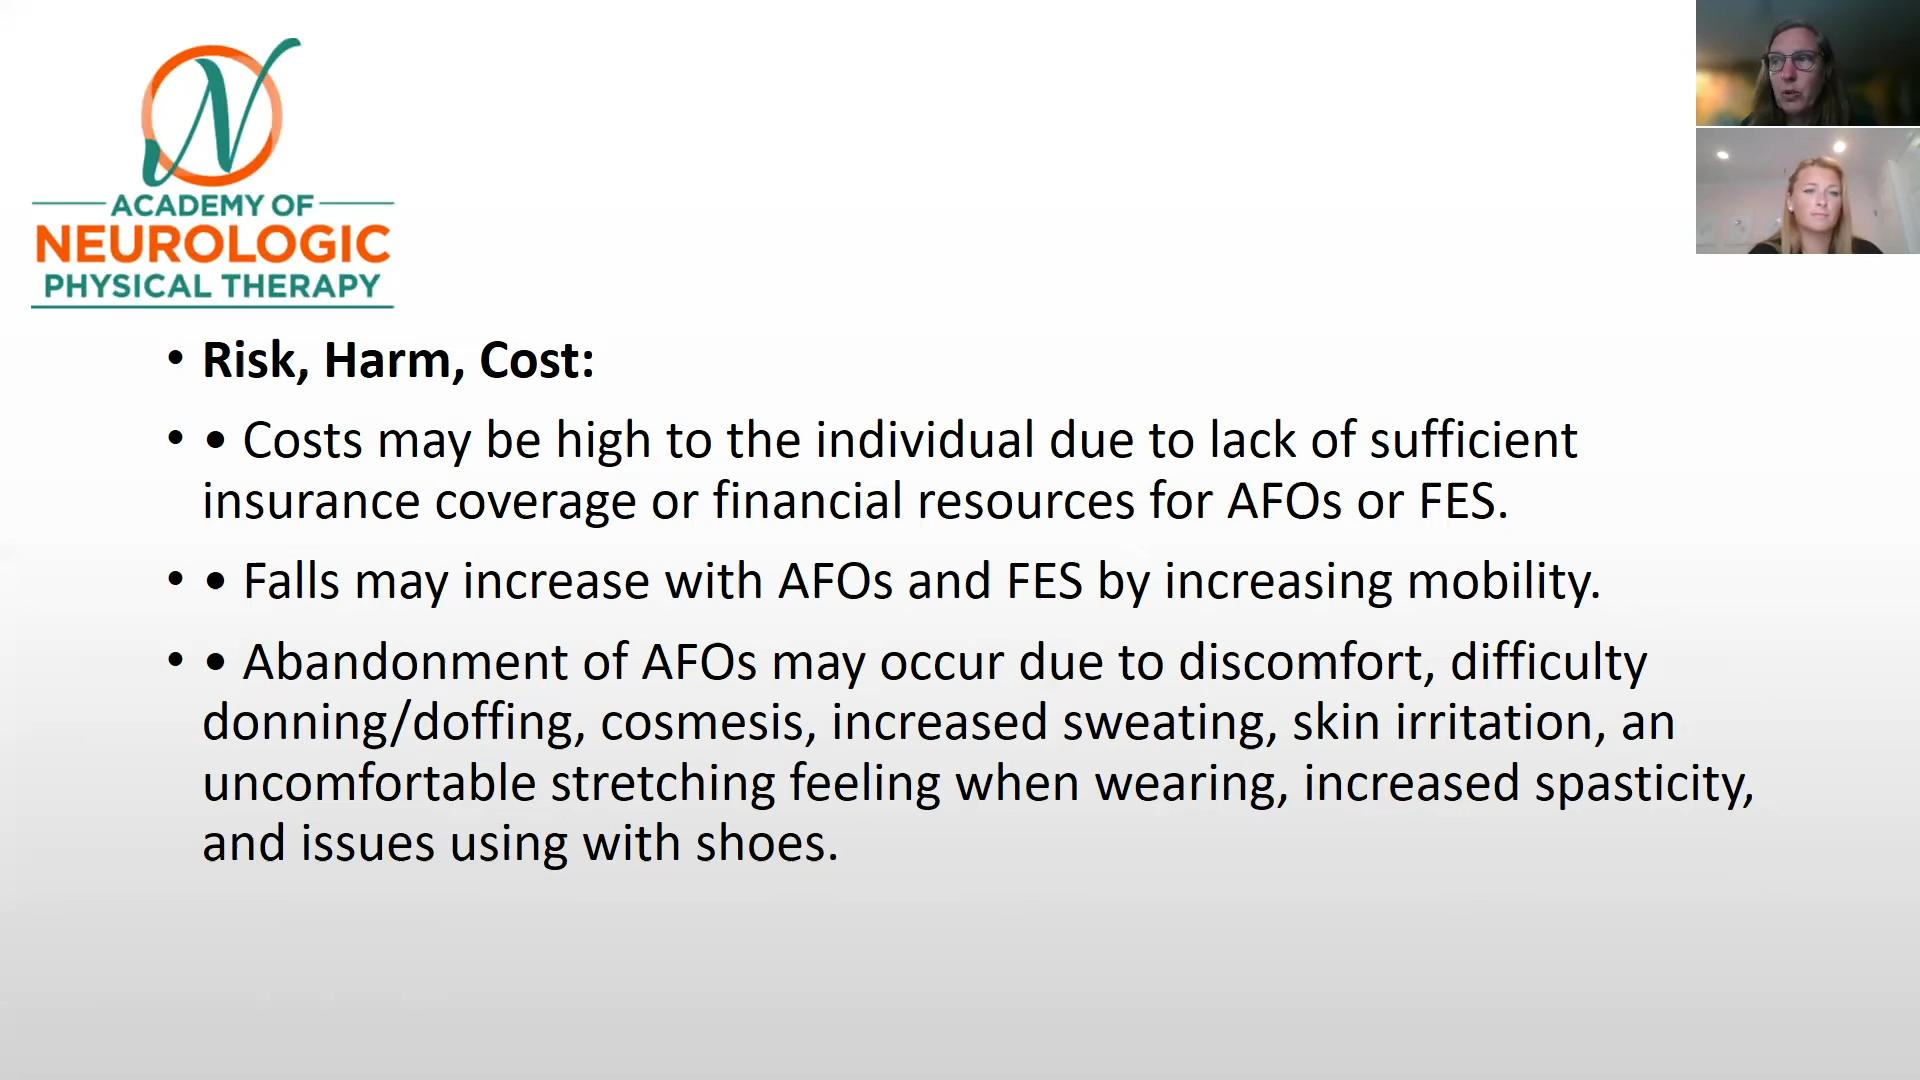 N
ACADEMY OF
NEUROLOGIC
PHYSICAL THERAPY
• Risk, Harm, Cost:
• • Costs may be high to the individual due to lack of sufficient
insurance coverage or financial resources for AFOs or FES.
• • Falls may increase with AFOs and FES by increasing mobility.
• • Abandonment of AFOs may occur due to discomfort, difficulty
donning/doffing, cosmesis, increased sweating, skin irritation, an
uncomfortable stretching feeling when wearing, increased spasticity,
and issues using with shoes.